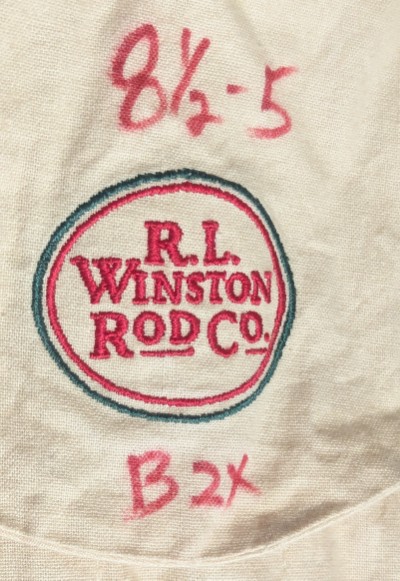 8½-5
R.L.
WINSTON
ROD CO.
B2X